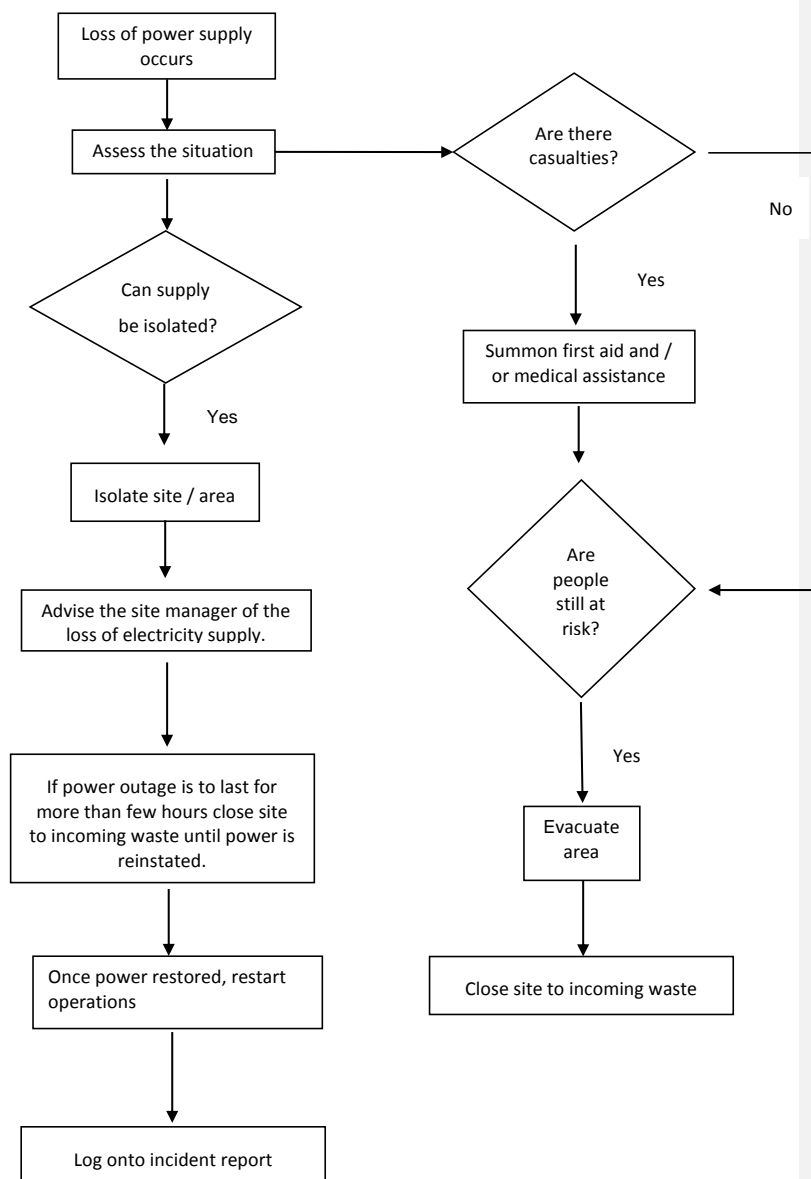 Loss of power supply
occurs
Assess the situation
Are there
casualties?
No
Can supply
be isolated?
Yes
Yes
Summon first aid and /
or medical assistance
Isolate site / area
Are
people
still at
risk?
Advise the site manager of the
loss of electricity supply.
Yes
If power outage is to last for
more than few hours close site
to incoming waste until power is
reinstated.
Evacuate
area
Once power restored, restart
operations
Close site to incoming waste
Log onto incident report